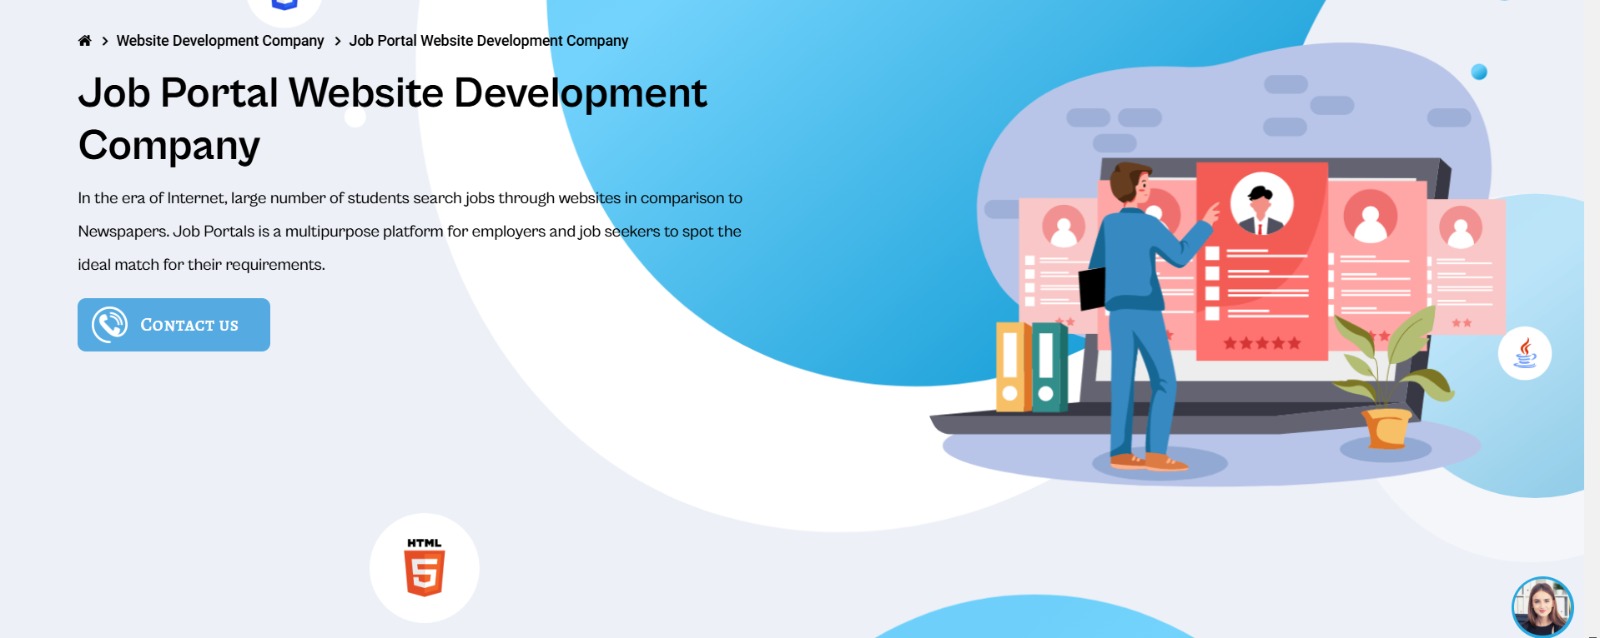 Website Development Company
Job Portal Website Development Company
Job Portal Website Development
Company
In the era of Internet, large number of students search jobs through websites in comparison to
Newspapers. Job Portals is a multipurpose platform for employers and job seekers to spot the
ideal match for their requirements.
Contact us
HTML
5